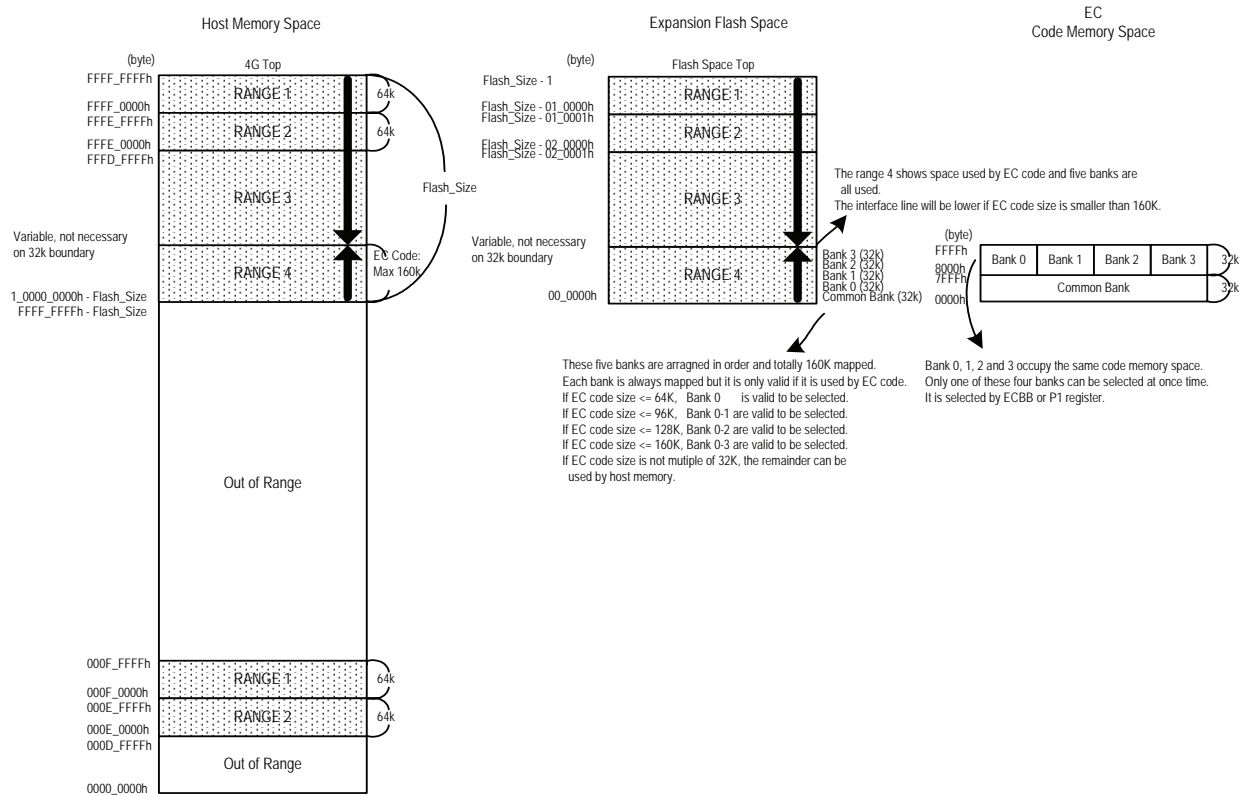 Host Memory Space
(byte)
4G Top
FFFF_FFFFh
RANGE 1
64k
FFFF_0000h
FFFE_FFFFh
RANGE 2
64k
FFFE_0000h
FFFD_FFFFh
RANGE 3
Flash_Size
Variable, not necessary
on 32k boundary
EC Code:
Max 160k
RANGE 4
1_0000_0000h - Flash_Size
FFFF_FFFFh - Flash_Size
Out of Range
000F_FFFFh
RANGE 1
64k
000F_0000h
000E_FFFFh
RANGE 2
64k
000E_0000h
000D_FFFFh
Out of Range
0000_0000h
Expansion Flash Space
(byte)
Flash Space Top
Flash_Size - 1
RANGE 1
Flash_Size - 01_0000h
Flash_Size - 01_0001h
RANGE 2
Flash_Size - 02_0000h
Flash_Size - 02_0001h
RANGE 3
The range 4 shows space used by EC code and five banks are
all used.
The interface line will be lower if EC code size is smaller than 160K.
Variable, not necessary
on 32k boundary
RANGE 4
Bank 3 (32k)
Bank 2 (32k)
Bank 1 (32k)
Bank 0 (32k)
Common Bank (32k)
00_0000h
These five banks are arragned in order and totally 160K mapped.
Each bank is always mapped but it is only valid if it is used by EC code.
If EC code size <= 64K, Bank 0 is valid to be selected.
If EC code size <= 96K, Bank 0-1 are valid to be selected.
If EC code size <= 128K, Bank 0-2 are valid to be selected.
If EC code size <= 160K, Bank 0-3 are valid to be selected.
If EC code size is not mutiple of 32K, the remainder can be
used by host memory.
EC
Code Memory Space
(byte)
FFFFh
Bank 0 Bank 1 Bank 2 Bank 3
32k
8000h
7FFFh
Common Bank
32k
0000h
Bank 0, 1, 2 and 3 occupy the same code memory space.
Only one of these four banks can be selected at once time.
It is selected by ECBB or P1 register.